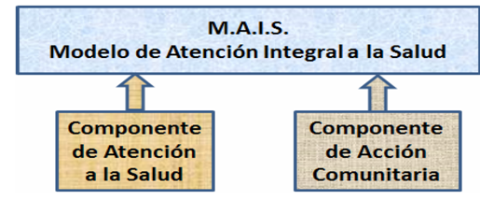 M.A.I.S.
Modelo de Atención Integral a la Salud
Componente
de Atención
a la Salud
Componente
de Acción
Comunitaria